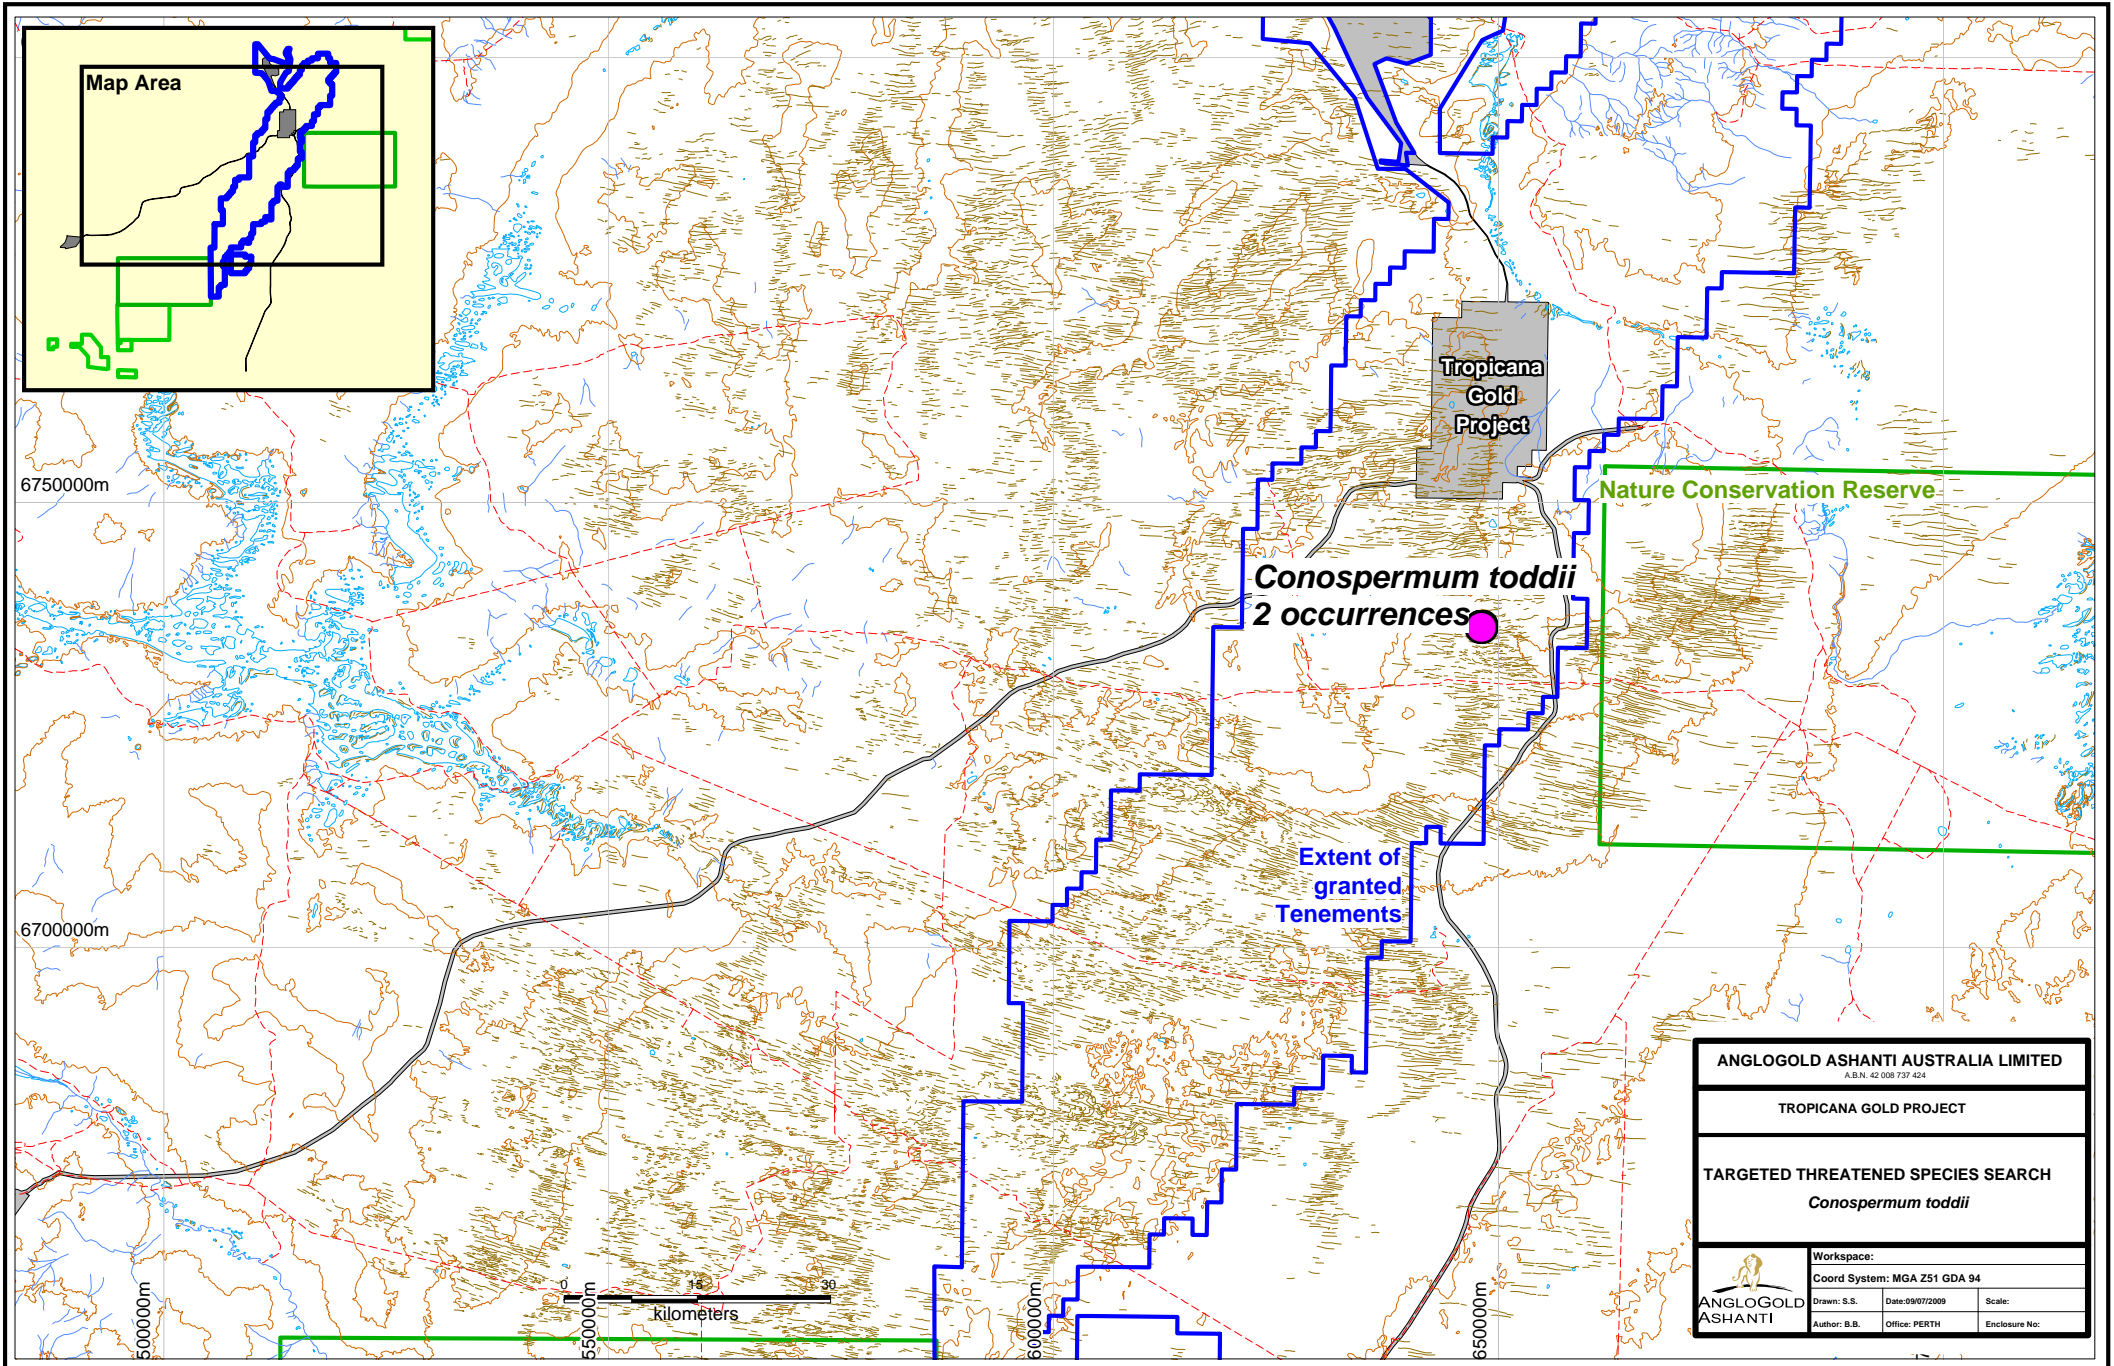 Map Area
Tropicana
Gold
Project
6750000m
Nature Conservation Reserve
Conospermum toddii
2 occurrences
Extent of
granted
Tenements
6700000m
500000m
550000m
600000m
650000m
0 15 30
kilometers
ANGLOGOLD ASHANTI AUSTRALIA LIMITED
A.B.N. 42 008 737 424
TROPICANA GOLD PROJECT
TARGETED THREATENED SPECIES SEARCH
Conospermum toddii
ANGLOGOLD
ASHANTI
Workspace:
Coord System: MGA Z51 GDA 94
Drawn: S.S. Date:09/07/2009 Scale:
Author: B.B. Office: PERTH Enclosure No: